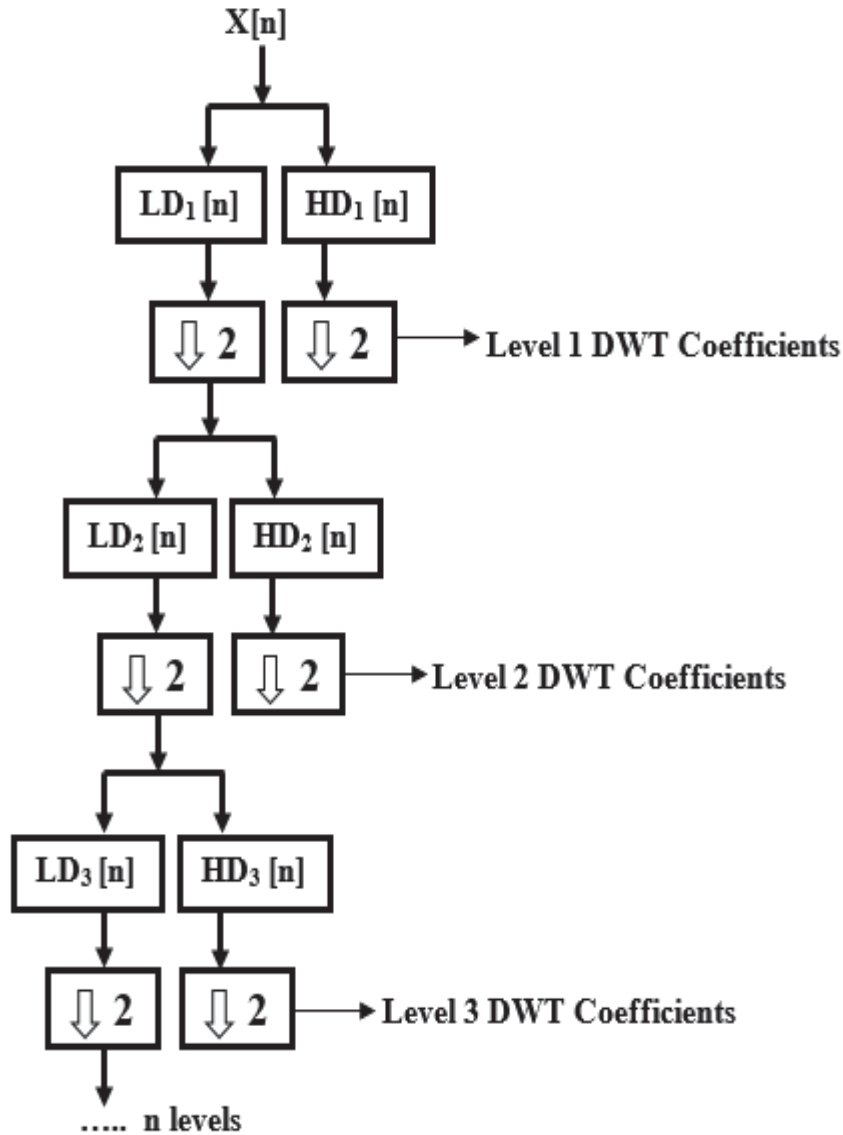 X[n]
LD₁ [n]
HD₁ [n]
2
2
Level 1 DWT Coefficients
LD₂ [n]
HD₂ [n]
2
2
Level 2 DWT Coefficients
LD₃ [n]
HD₃ [n]
2
2
Level 3 DWT Coefficients
..... n levels